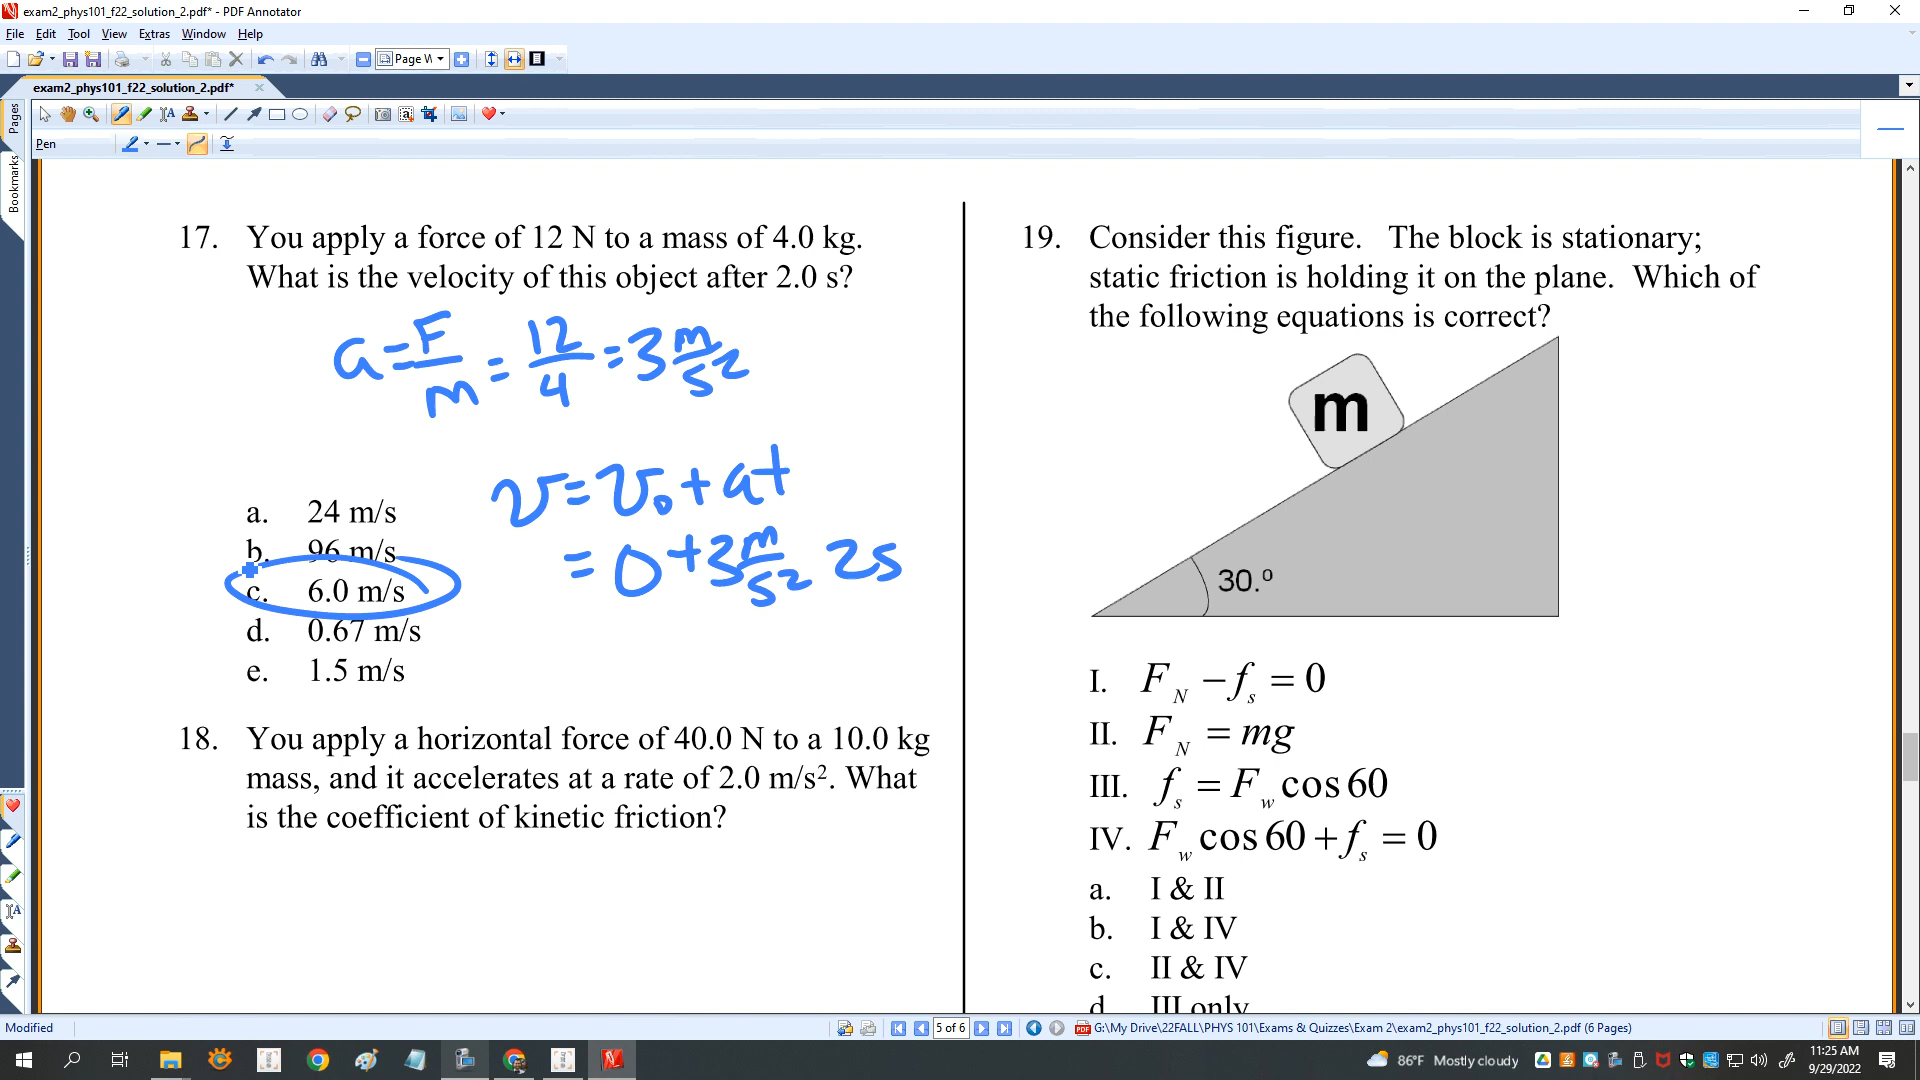 exam2_phys101_f22_solution_2.pdf* - PDF Annotator
File Edit Tool View Extras Window Help
Page W
exam2_phys101_f22_solution_2.pdf*
Pages
Bookmarks
Pen
17. You apply a force of 12 N to a mass of 4.0 kg.
What is the velocity of this object after 2.0 s?
a = F/m = 12/4 = 3 m/s²
v = v₀ + at
= 0 + 3 m/s² 2s
a. 24 m/s
b. 96 m/s
c. 6.0 m/s
d. 0.67 m/s
e. 1.5 m/s
18. You apply a horizontal force of 40.0 N to a 10.0 kg
mass, and it accelerates at a rate of 2.0 m/s². What
is the coefficient of kinetic friction?
19. Consider this figure. The block is stationary;
static friction is holding it on the plane. Which of
the following equations is correct?
m
30.º
I. F_N − f_s = 0
II. F_N = mg
III. f_s = F_w cos 60
IV. F_w cos 60 + f_s = 0
a. I & II
b. I & IV
c. II & IV
d. III only
Modified
5 of 6
G:\My Drive\22FALL\PHYS 101\Exams & Quizzes\Exam 2\exam2_phys101_f22_solution_2.pdf (6 Pages)
86°F Mostly cloudy
11:25 AM
9/29/2022